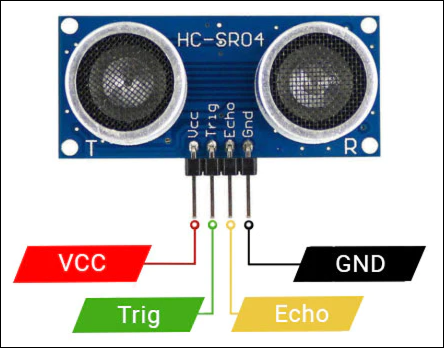 HC-SR04
Vcc
Trig
Echo
Gnd
T
R
VCC
GND
Trig
Echo